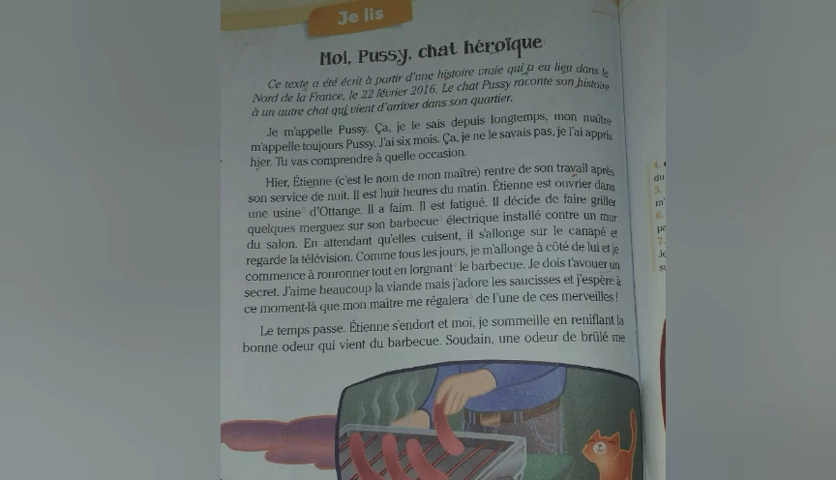 Je lis
Moi, Pussy, chat héroïque
Ce texte a été écrit à partir d'une histoire vraie qui a eu lieu dans le
Nord de la France, le 22 février 2016. Le chat Pussy raconte son histoire
à un autre chat qui vient d'arriver dans son quartier.
Je m'appelle Pussy. Ça, je le sais depuis longtemps, mon maître
m'appelle toujours Pussy. J'ai six mois. Ça, je ne le savais pas, je l'ai appris
hier. Tu vas comprendre à quelle occasion.
Hier, Étienne (c'est le nom de mon maître) rentre de son travail après
son service de nuit. Il est huit heures du matin. Étienne est ouvrier dans
une usine d'Ottange. Il a faim. Il est fatigué. Il décide de faire griller
quelques merguez sur son barbecue électrique installé contre un mur
du salon. En attendant qu'elles cuisent, il s'allonge sur le canapé et
regarde la télévision. Comme tous les jours, je m'allonge à côté de lui et je
commence à ronronner tout en lorgnant le barbecue. Je dois t'avouer un
secret. J'aime beaucoup la viande mais j'adore les saucisses et j'espère à
ce moment-là que mon maître me régalera de l'une de ces merveilles !
Le temps passe. Étienne s'endort et moi, je sommeille en reniflant la
bonne odeur qui vient du barbecue. Soudain, une odeur de brûlé me
4.
du
5.
m'
6.
7.